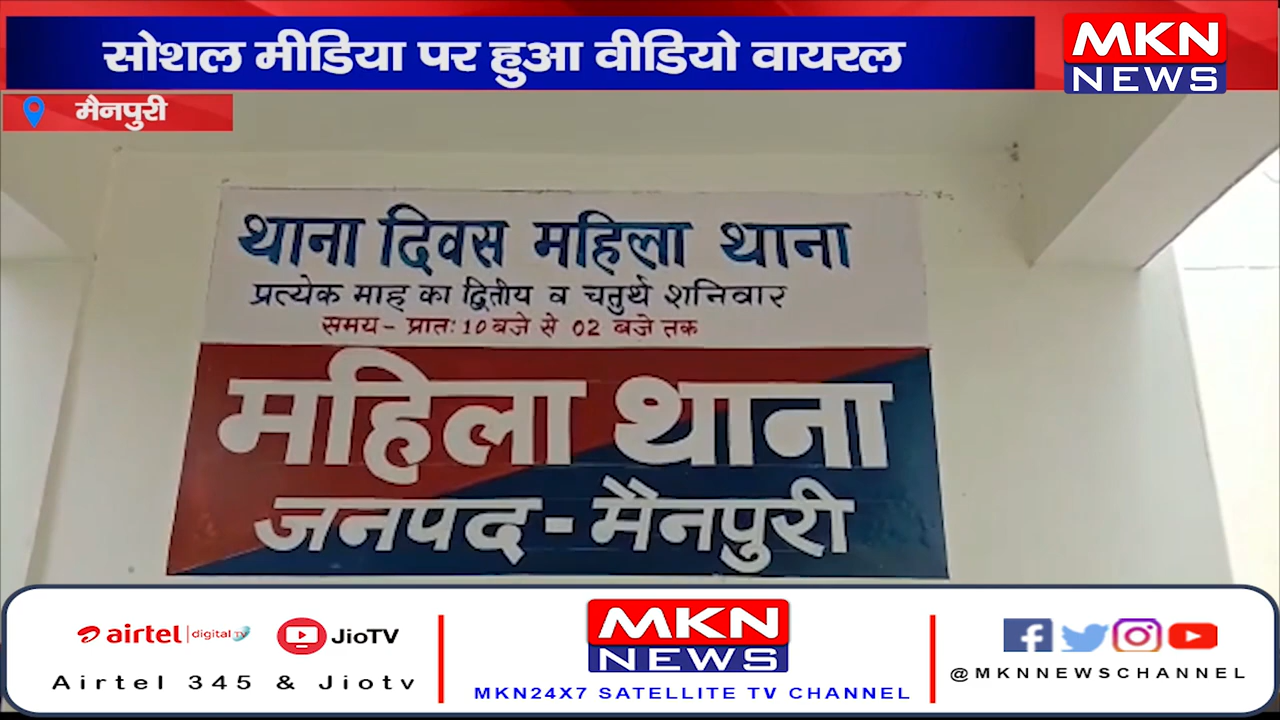 सोशल मीडिया पर हुआ वीडियो वायरल
MKN
NEWS
मैनपुरी
थाना दिवस महिला थाना
प्रत्येक माह का द्वितीय व चतुर्थ शनिवार
समय- प्रातः 10 बजे से 02 बजे तक
महिला थाना
जनपद - मैनपुरी
airtel digital TV
JioTV
Airtel 345 & Jiotv
MKN
NEWS
MKN24X7 SATELLITE TV CHANNEL
@MKNNEWSCHANNEL